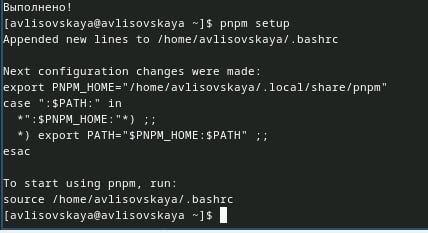 Выполнено!
[avlisovskaya@avlisovskaya ~]$ pnpm setup
Appended new lines to /home/avlisovskaya/.bashrc
Next configuration changes were made:
export PNPM_HOME="/home/avlisovskaya/.local/share/pnpm"
case ":$PATH:" in
  *":$PNPM_HOME:"*) ;;
  *) export PATH="$PNPM_HOME:$PATH" ;;
esac
To start using pnpm, run:
source /home/avlisovskaya/.bashrc
[avlisovskaya@avlisovskaya ~]$